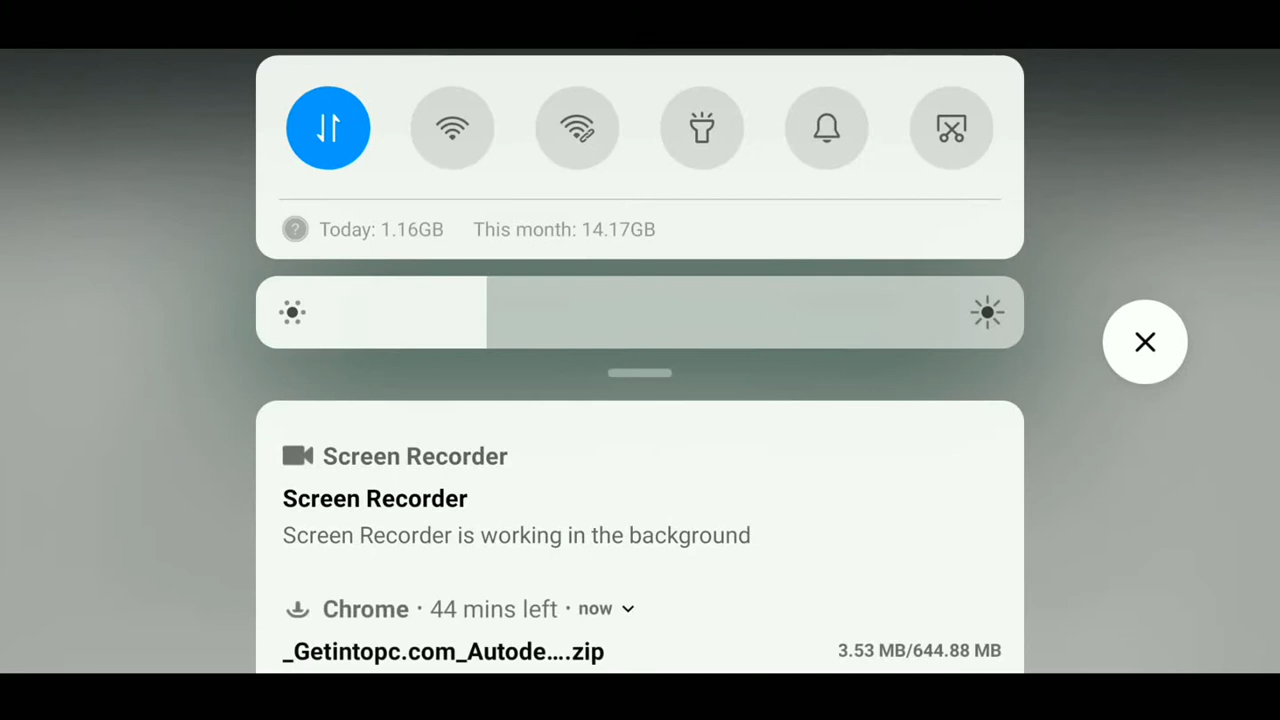 Today: 1.16GB This month: 14.17GB
Screen Recorder
Screen Recorder
Screen Recorder is working in the background
Chrome · 44 mins left · now
_Getintopc.com_Autode....zip 3.53 MB/644.88 MB